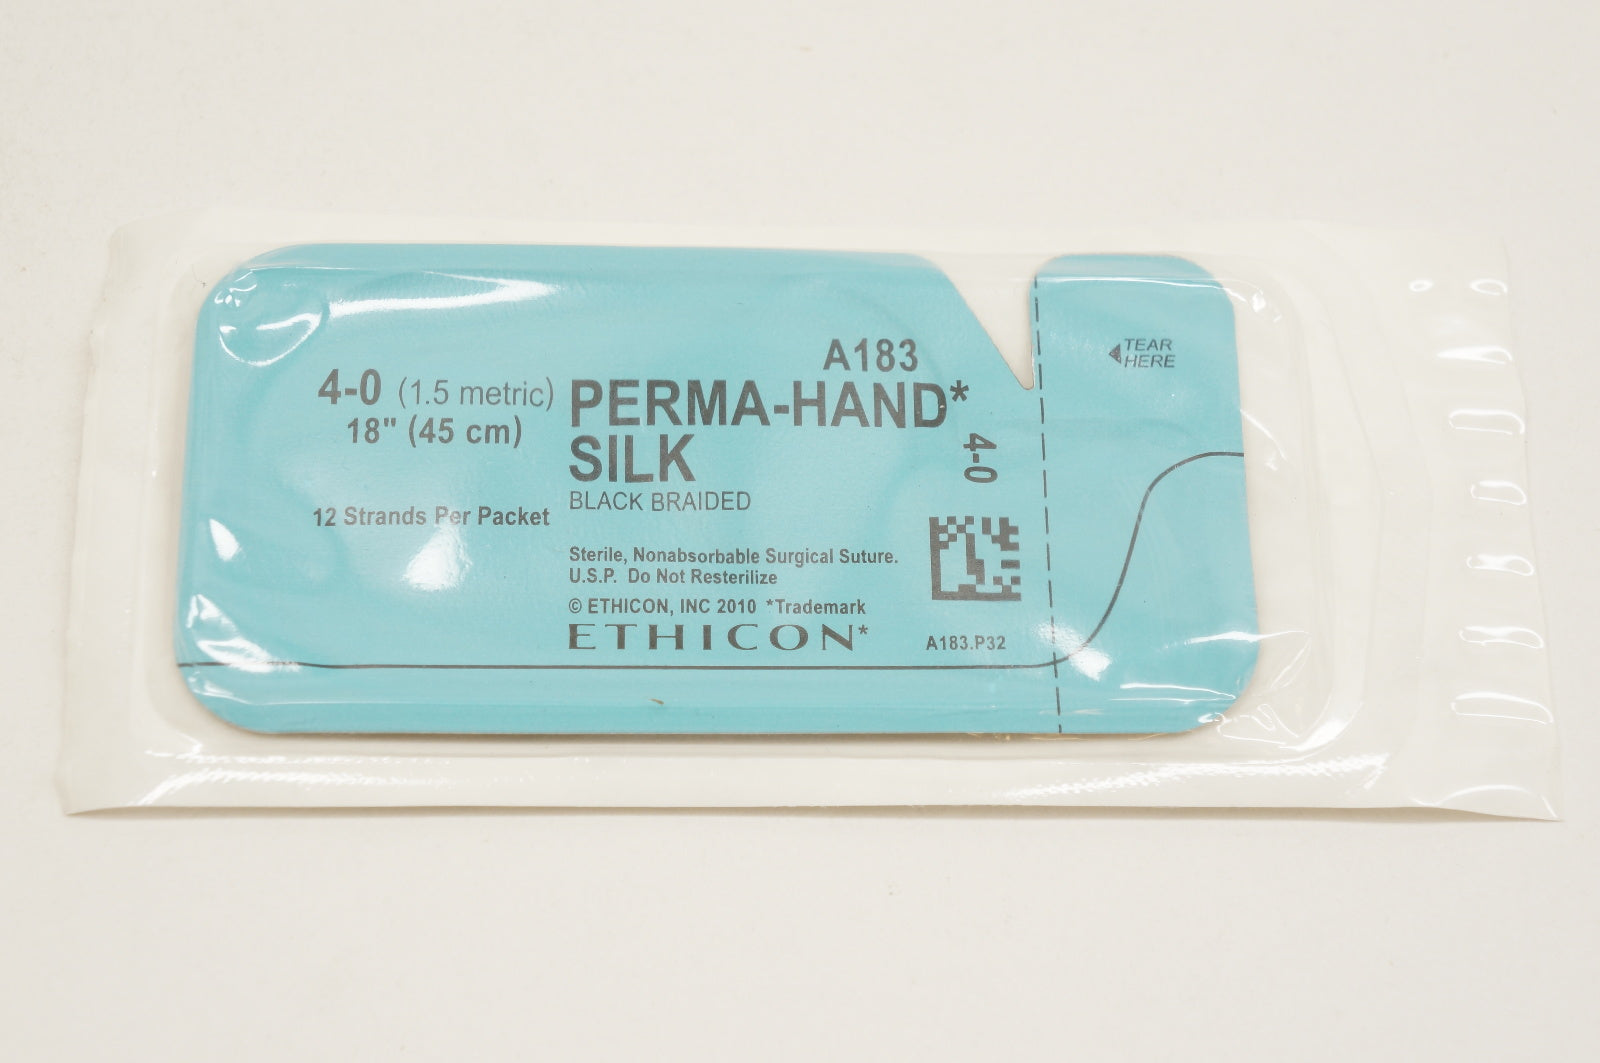 A183
4-0 (1.5 metric)
18" (45 cm)
12 Strands Per Packet
PERMA-HAND*
SILK
BLACK BRAIDED
4-0
Sterile, Nonabsorbable Surgical Suture.
U.S.P. Do Not Resterilize
© ETHICON, INC 2010 *Trademark
ETHICON*
A183.P32
TEAR
HERE